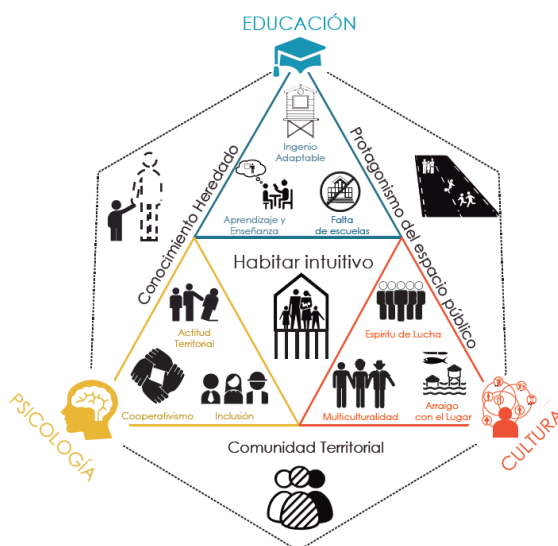 EDUCACIÓN
Conocimiento Heredado
Protagonismo del espacio público
Ingenio
Adaptable
Aprendizaje y
Enseñanza
Falta
de escuelas
Habitar intuitivo
Actitud
Territorial
Cooperativismo
Inclusión
Espiritu de Lucha
Multiculturalidad
Arraigo
con el Lugar
PSICOLOGÍA
CULTURA
Comunidad Territorial